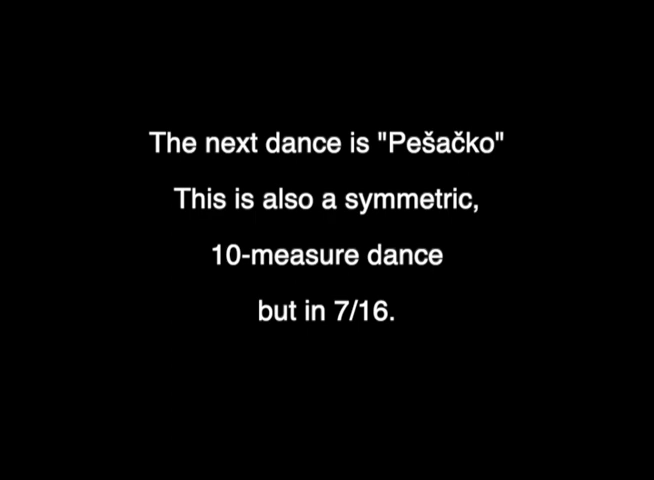 The next dance is "Pešačko"
This is also a symmetric,
10-measure dance
but in 7/16.